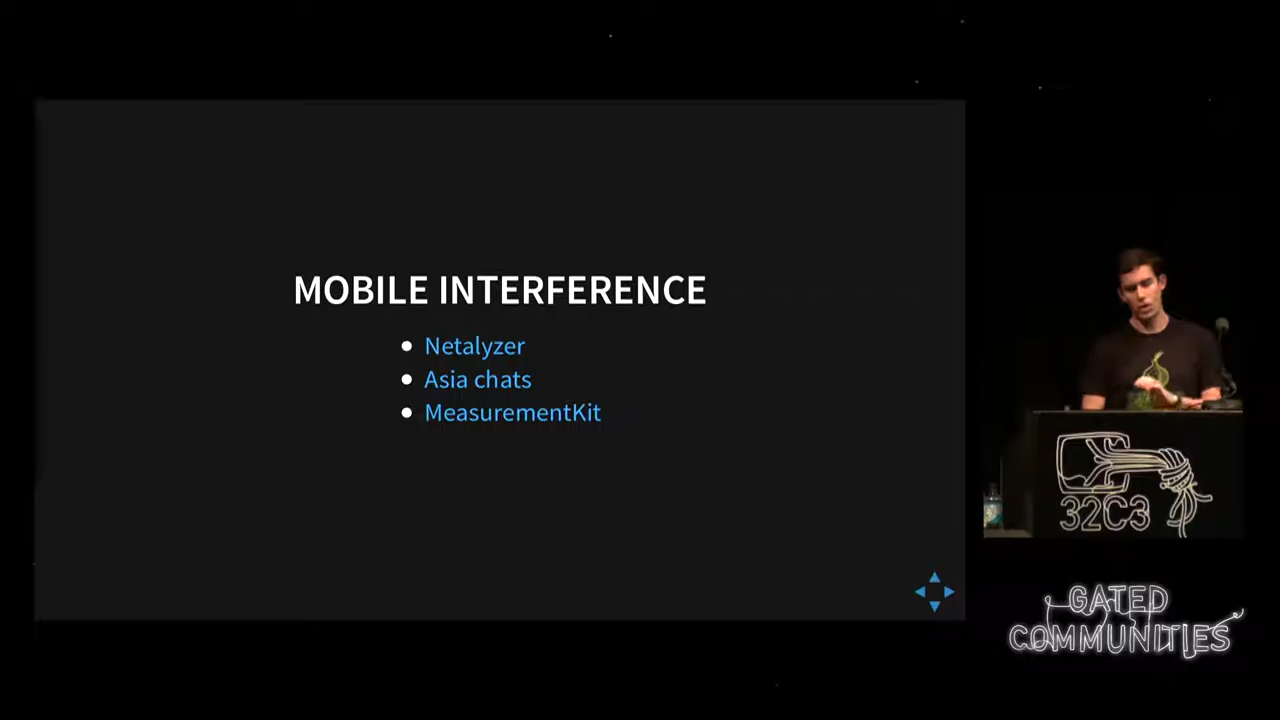 MOBILE INTERFERENCE
Netalyzer
Asia chats
MeasurementKit
32C3
GATED
COMMUNITIES